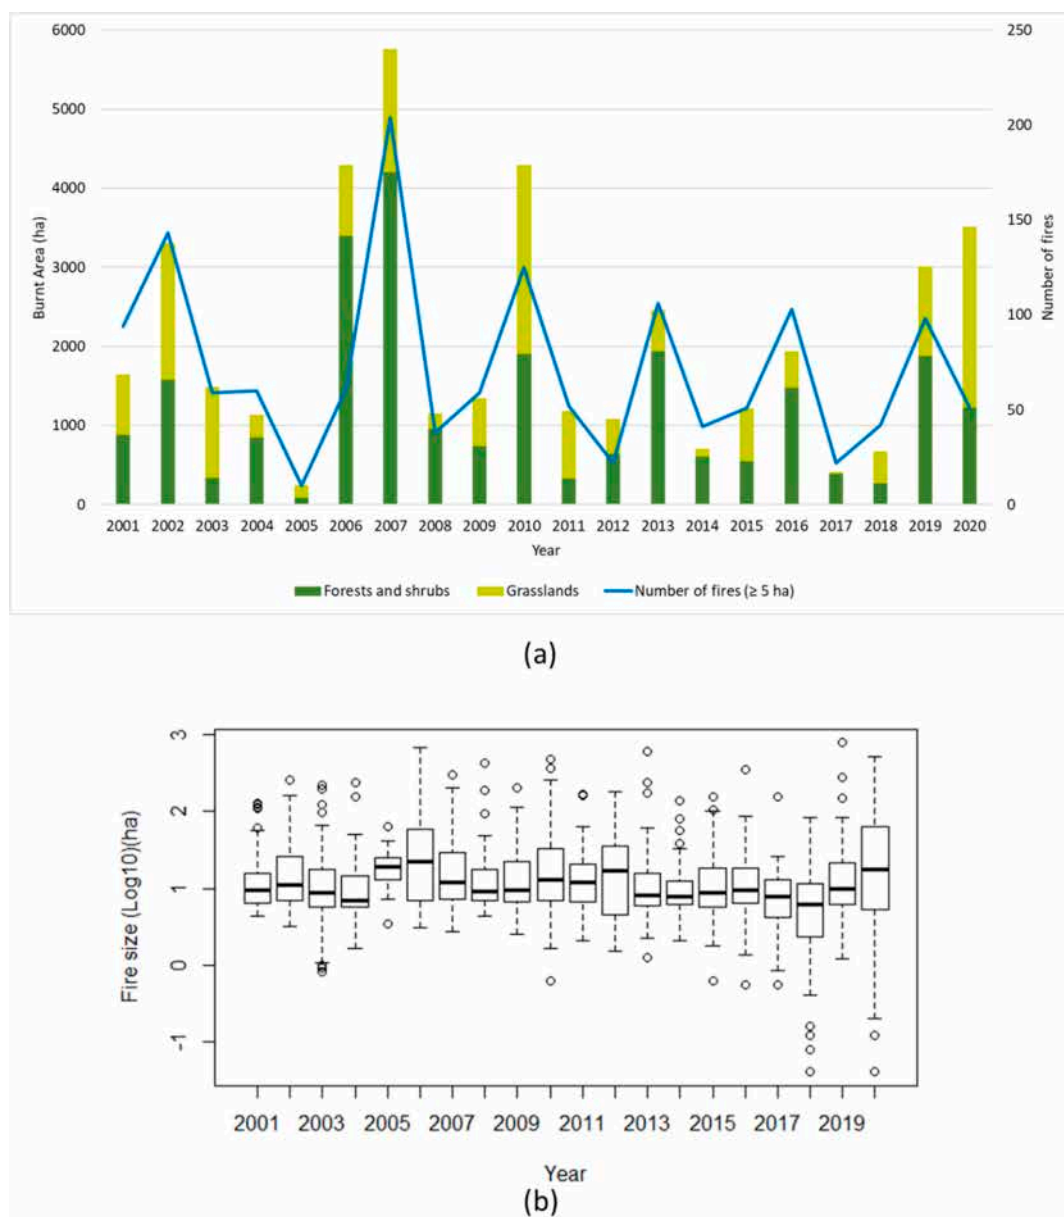 6000
5000
4000
3000
2000
1000
0
Burnt Area (ha)
250
200
150
100
50
0
Number of fires
2001 2002 2003 2004 2005 2006 2007 2008 2009 2010 2011 2012 2013 2014 2015 2016 2017 2018 2019 2020
Year
Forests and shrubs Grasslands Number of fires (≥ 5 ha)
(a)
3
2
1
0
-1
Fire size (Log10)(ha)
2001 2003 2005 2007 2009 2011 2013 2015 2017 2019
Year
(b)